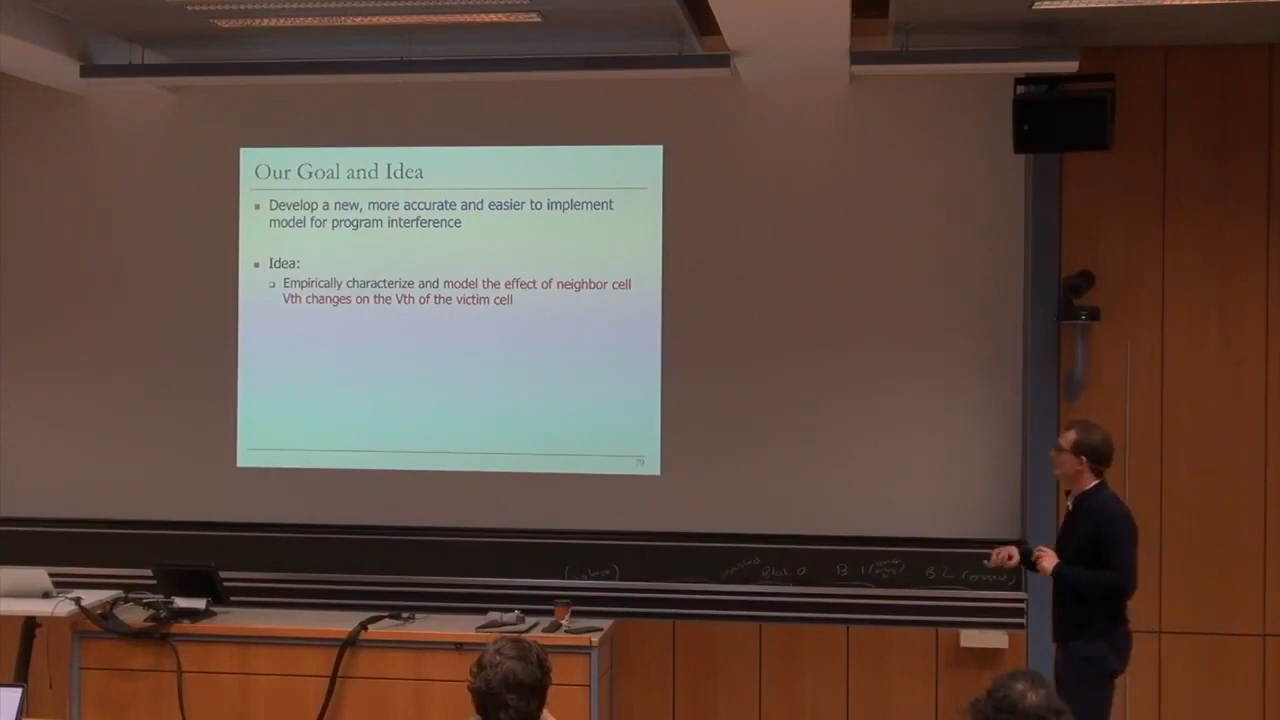 Our Goal and Idea
Develop a new, more accurate and easier to implement
model for program interference
Idea:
Empirically characterize and model the effect of neighbor cell
Vth changes on the Vth of the victim cell
79